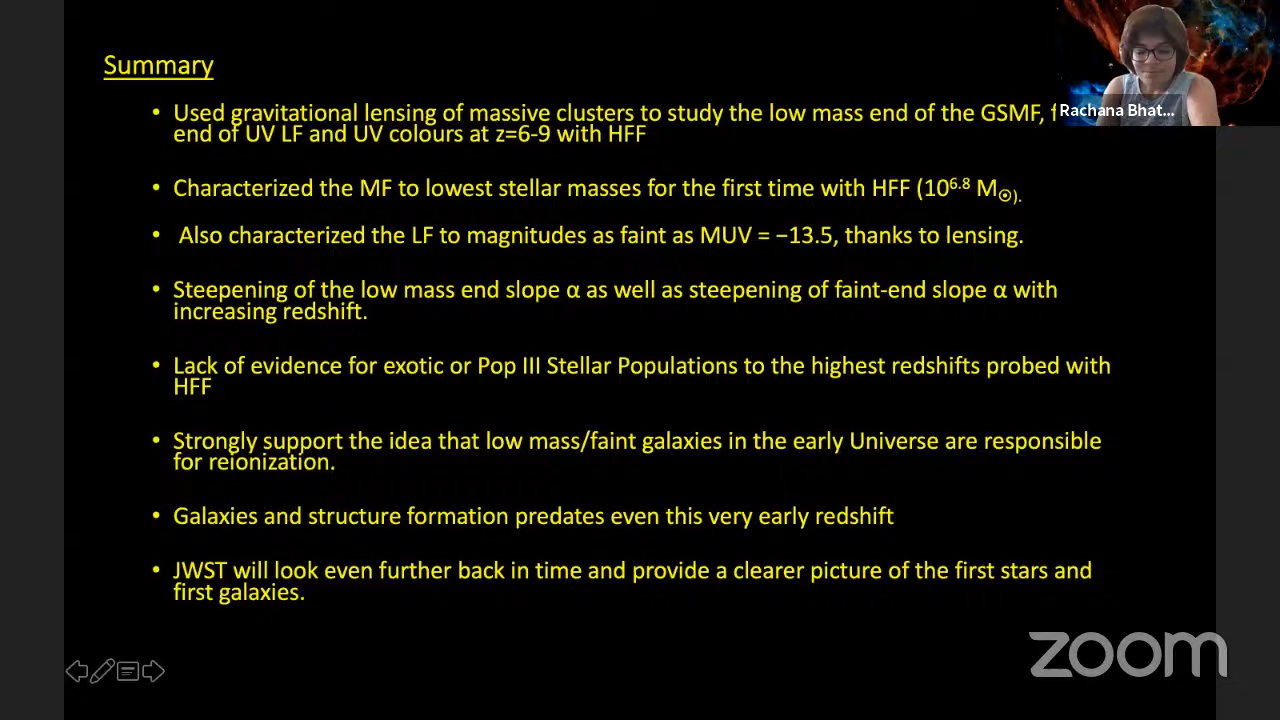 Summary
• Used gravitational lensing of massive clusters to study the low mass end of the GSMF,
end of UV LF and UV colours at z=6-9 with HFF
• Characterized the MF to lowest stellar masses for the first time with HFF (10^6.8 M☉).
• Also characterized the LF to magnitudes as faint as MUV = −13.5, thanks to lensing.
• Steepening of the low mass end slope α as well as steepening of faint-end slope α with
increasing redshift.
• Lack of evidence for exotic or Pop III Stellar Populations to the highest redshifts probed with
HFF
• Strongly support the idea that low mass/faint galaxies in the early Universe are responsible
for reionization.
• Galaxies and structure formation predates even this very early redshift
• JWST will look even further back in time and provide a clearer picture of the first stars and
first galaxies.
Rachana Bhat...
zoom